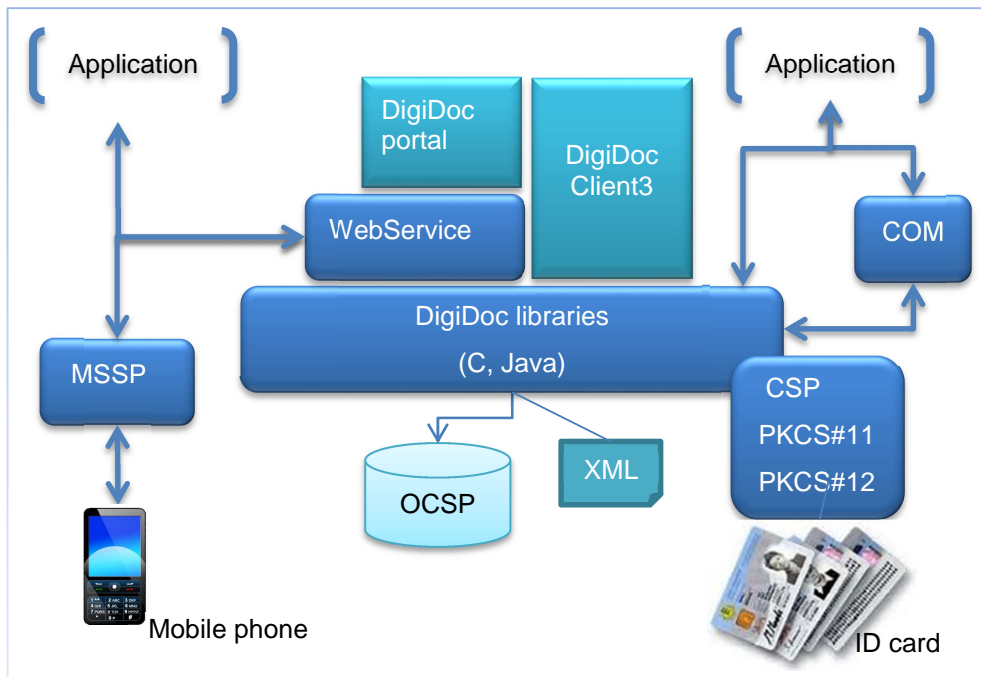 Application
Application
DigiDoc
portal
DigiDoc
Client3
WebService
COM
DigiDoc libraries
(C, Java)
MSSP
CSP
PKCS#11
PKCS#12
XML
OCSP
Mobile phone
ID card